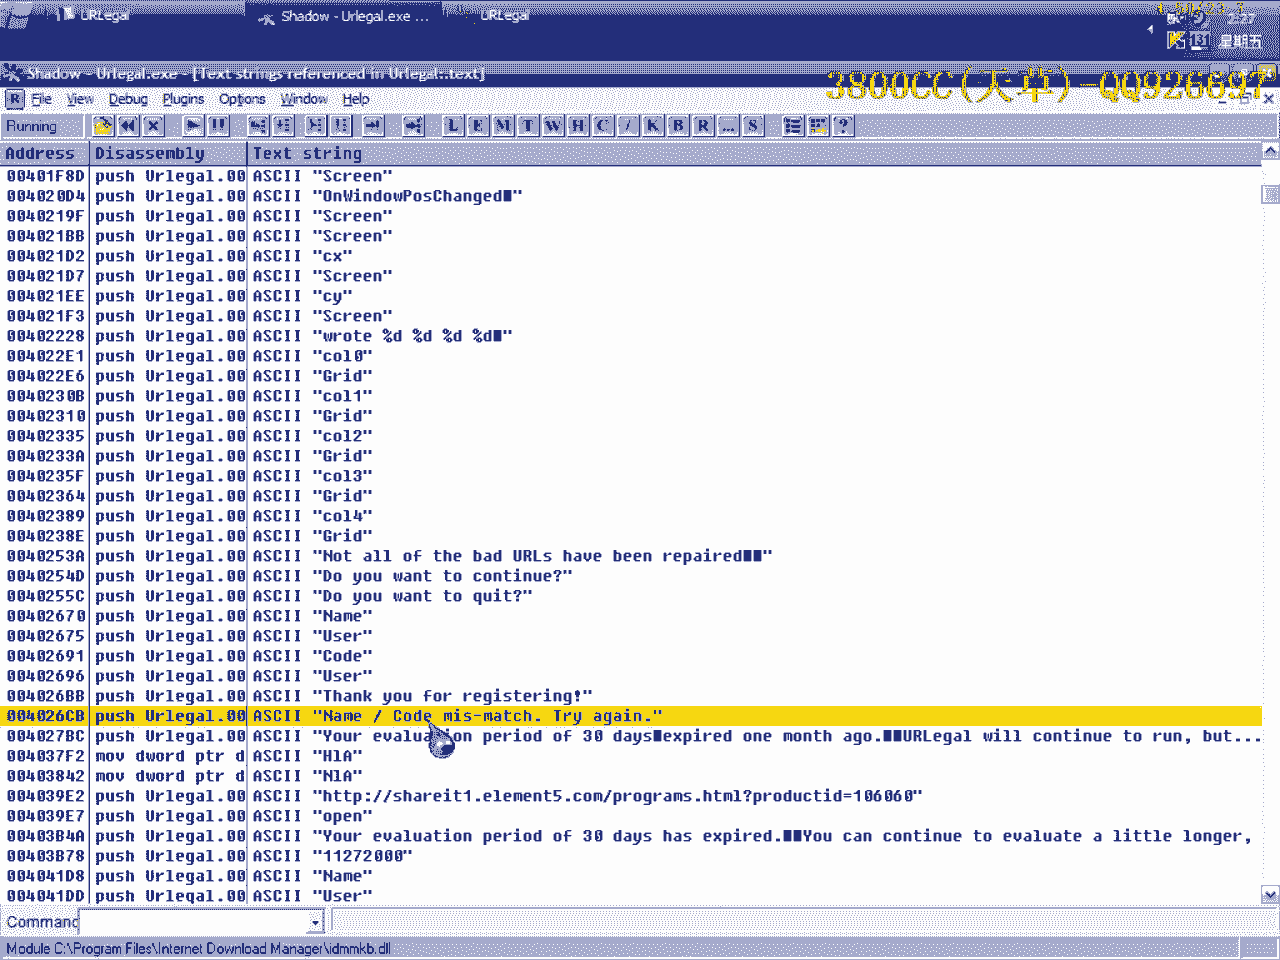 URLegal
Shadow - Urlegal.exe ...
URLegal
2:27
131
星期五
Shadow - Urlegal.exe - [Text strings referenced in Urlegal:.text]
3800CC(天草)-QQ926697
File View Debug Plugins Options Window Help
Running
L E M T W H C / K B R ... S
Address Disassembly Text string
00401F8D push Urlegal.00 ASCII "Screen"
004020D4 push Urlegal.00 ASCII "OnWindowPosChanged■"
0040219F push Urlegal.00 ASCII "Screen"
004021BB push Urlegal.00 ASCII "Screen"
004021D2 push Urlegal.00 ASCII "cx"
004021D7 push Urlegal.00 ASCII "Screen"
004021EE push Urlegal.00 ASCII "cy"
004021F3 push Urlegal.00 ASCII "Screen"
00402228 push Urlegal.00 ASCII "wrote %d %d %d %d■"
004022E1 push Urlegal.00 ASCII "col0"
004022E6 push Urlegal.00 ASCII "Grid"
0040230B push Urlegal.00 ASCII "col1"
00402310 push Urlegal.00 ASCII "Grid"
00402335 push Urlegal.00 ASCII "col2"
0040233A push Urlegal.00 ASCII "Grid"
0040235F push Urlegal.00 ASCII "col3"
00402364 push Urlegal.00 ASCII "Grid"
00402389 push Urlegal.00 ASCII "col4"
0040238E push Urlegal.00 ASCII "Grid"
0040253A push Urlegal.00 ASCII "Not all of the bad URLs have been repaired■■"
0040254D push Urlegal.00 ASCII "Do you want to continue?"
0040255C push Urlegal.00 ASCII "Do you want to quit?"
00402670 push Urlegal.00 ASCII "Name"
00402675 push Urlegal.00 ASCII "User"
00402691 push Urlegal.00 ASCII "Code"
00402696 push Urlegal.00 ASCII "User"
004026BB push Urlegal.00 ASCII "Thank you for registering!"
004026CB push Urlegal.00 ASCII "Name / Code mis-match. Try again."
004027BC push Urlegal.00 ASCII "Your evaluation period of 30 days■expired one month ago.■■URLegal will continue to run, but...
004037F2 mov dword ptr d ASCII "HlA"
00403842 mov dword ptr d ASCII "NlA"
004039E2 push Urlegal.00 ASCII "http://shareit1.element5.com/programs.html?productid=106060"
004039E7 push Urlegal.00 ASCII "open"
00403B4A push Urlegal.00 ASCII "Your evaluation period of 30 days has expired.■■You can continue to evaluate a little longer,
00403B78 push Urlegal.00 ASCII "11272000"
004041D8 push Urlegal.00 ASCII "Name"
004041DD push Urlegal.00 ASCII "User"
Command
Module C:\Program Files\Internet Download Manager\idmmkb.dll